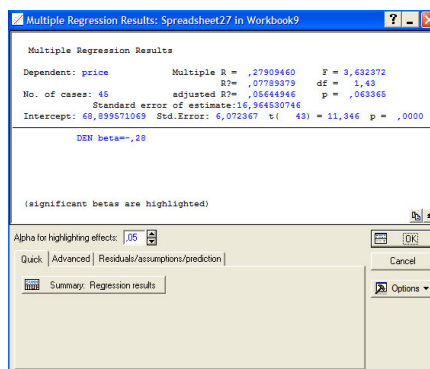 Multiple Regression Results: Spreadsheet27 in Workbook9
Multiple Regression Results
Dependent: price Multiple R = ,27909460 F = 3,632372
R?= ,07789379 df = 1,43
No. of cases: 45 adjusted R?= ,05644946 p = ,063365
Standard error of estimate:16,964530746
Intercept: 68,899571069 Std.Error: 6,072367 t( 43) = 11,346 p = ,0000
DEN beta=-,28
(significant betas are highlighted)
Alpha for highlighting effects: ,05
OK
Quick Advanced Residuals/assumptions/prediction
Cancel
Summary: Regression results
Options